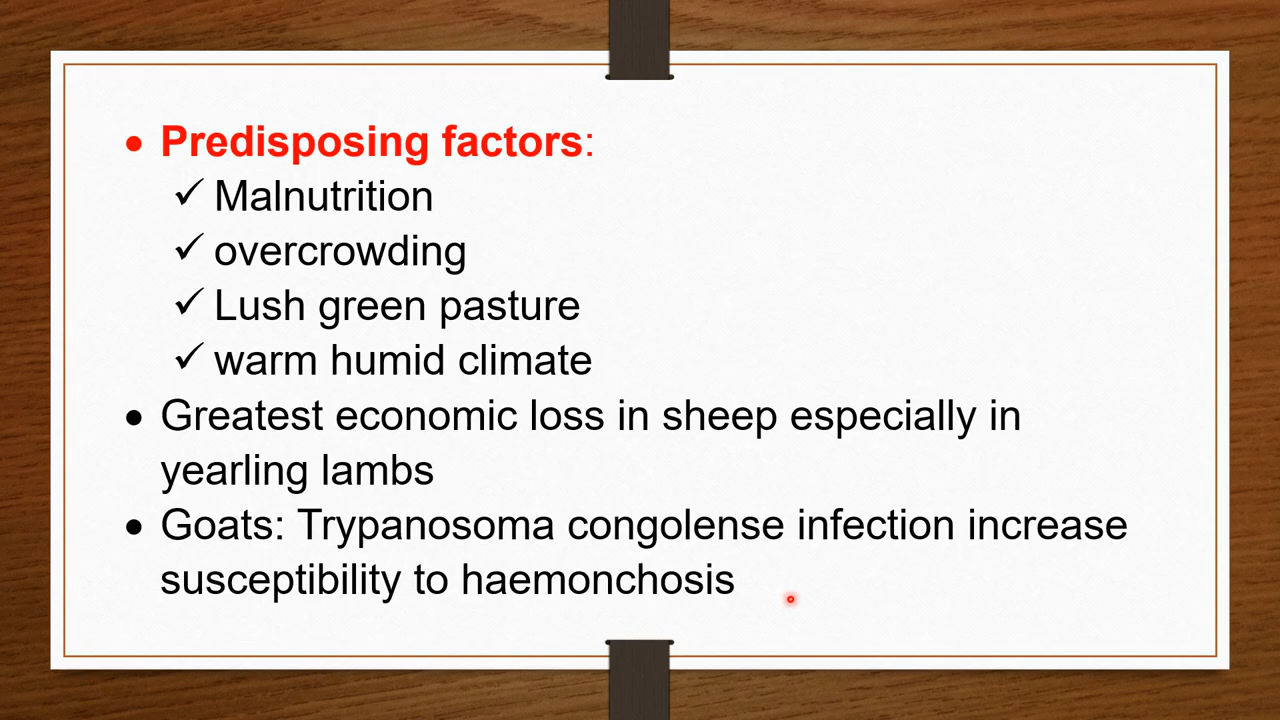 • Predisposing factors:
✓ Malnutrition
✓ overcrowding
✓ Lush green pasture
✓ warm humid climate
• Greatest economic loss in sheep especially in
yearling lambs
• Goats: Trypanosoma congolense infection increase
susceptibility to haemonchosis